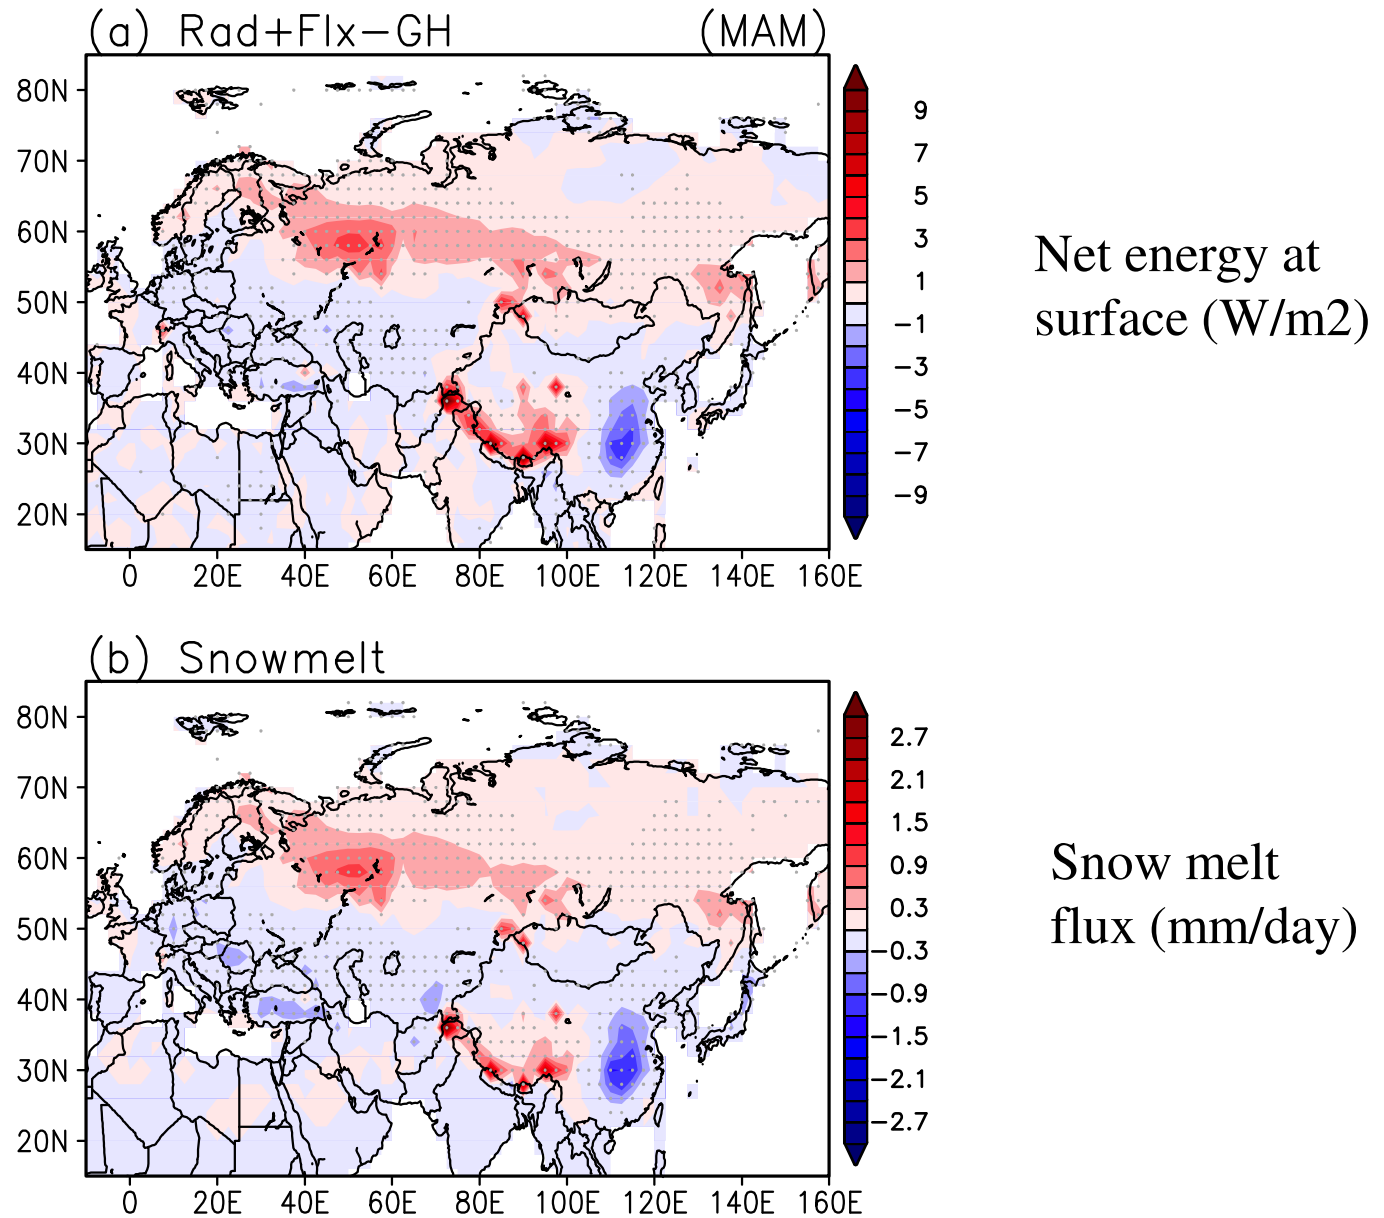 (a) Rad+Flx−GH (MAM)
80N
70N
60N
50N
40N
30N
20N
0 20E 40E 60E 80E 100E 120E 140E 160E
9
7
5
3
1
−1
−3
−5
−7
−9
Net energy at
surface (W/m2)
(b) Snowmelt
80N
70N
60N
50N
40N
30N
20N
0 20E 40E 60E 80E 100E 120E 140E 160E
2.7
2.1
1.5
0.9
0.3
−0.3
−0.9
−1.5
−2.1
−2.7
Snow melt
flux (mm/day)